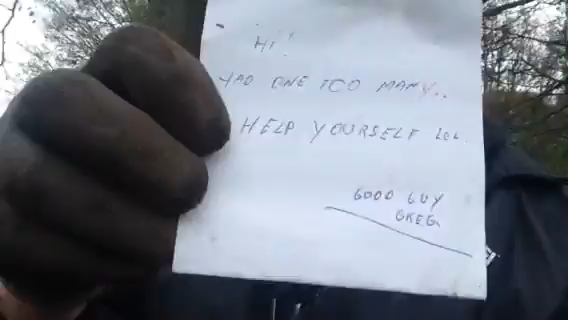 HI!
HAD ONE TOO MANY..
HELP YOURSELF LOL.
GOOD GUY
GREG